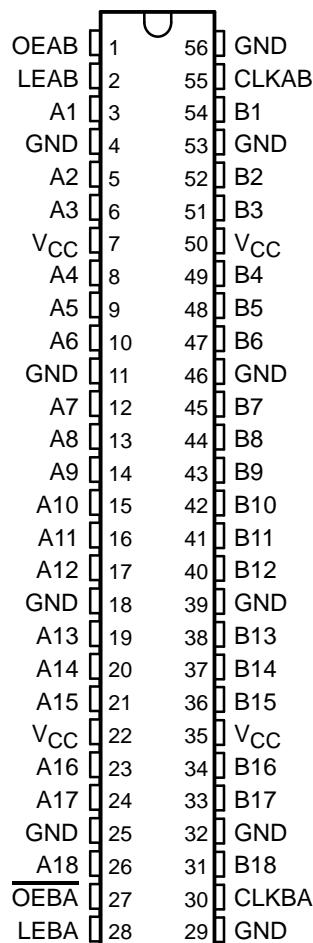 OEAB 1 56 GND
LEAB 2 55 CLKAB
A1 3 54 B1
GND 4 53 GND
A2 5 52 B2
A3 6 51 B3
VCC 7 50 VCC
A4 8 49 B4
A5 9 48 B5
A6 10 47 B6
GND 11 46 GND
A7 12 45 B7
A8 13 44 B8
A9 14 43 B9
A10 15 42 B10
A11 16 41 B11
A12 17 40 B12
GND 18 39 GND
A13 19 38 B13
A14 20 37 B14
A15 21 36 B15
VCC 22 35 VCC
A16 23 34 B16
A17 24 33 B17
GND 25 32 GND
A18 26 31 B18
OEBA 27 30 CLKBA
LEBA 28 29 GND